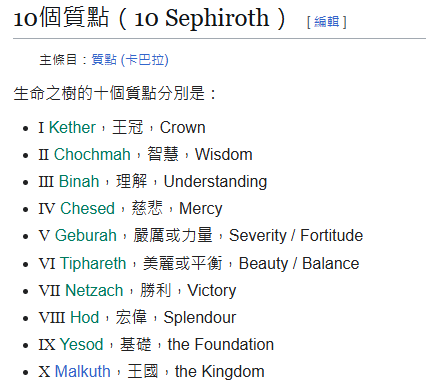 10個質點（10 Sephiroth） [ 編輯 ]
主條目：質點 (卡巴拉)
生命之樹的十個質點分別是：
• I Kether，王冠，Crown
• II Chochmah，智慧，Wisdom
• III Binah，理解，Understanding
• IV Chesed，慈悲，Mercy
• V Geburah，嚴厲或力量，Severity / Fortitude
• VI Tiphareth，美麗或平衡，Beauty / Balance
• VII Netzach，勝利，Victory
• VIII Hod，宏偉，Splendour
• IX Yesod，基礎，the Foundation
• X Malkuth，王國，the Kingdom